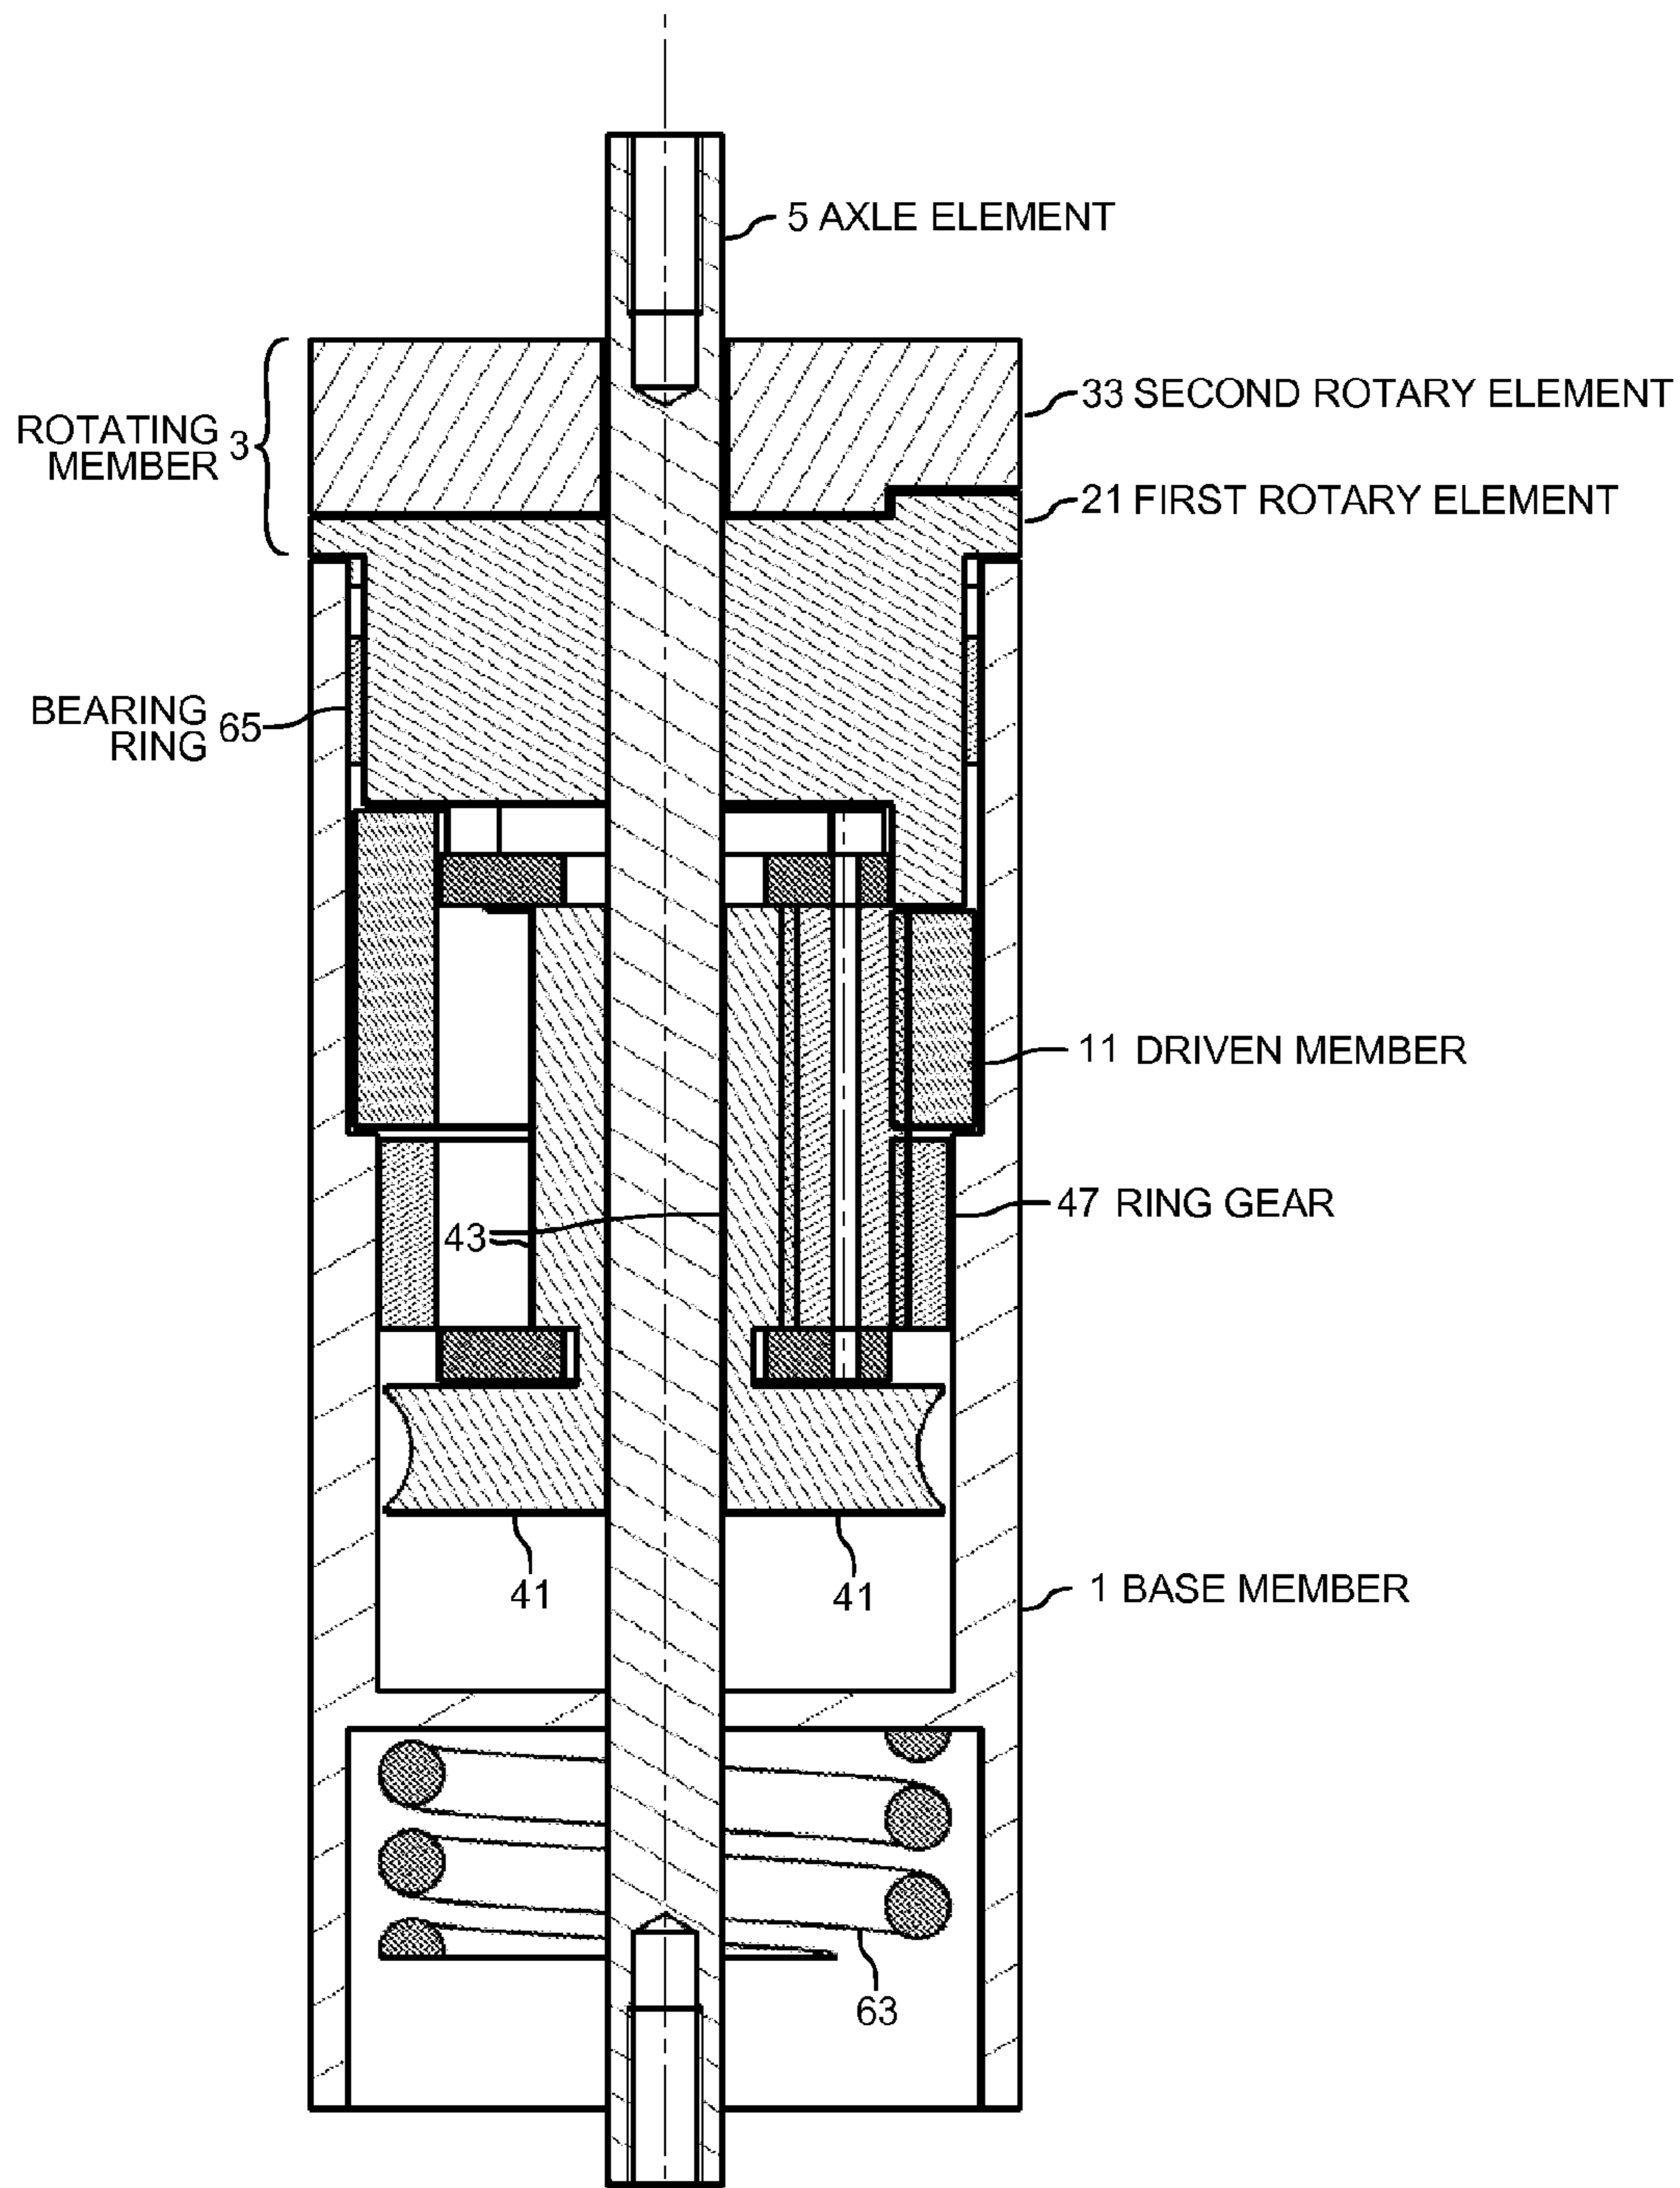 5 AXLE ELEMENT
33 SECOND ROTARY ELEMENT
ROTATING
MEMBER 3
21 FIRST ROTARY ELEMENT
BEARING
RING 65
11 DRIVEN MEMBER
47 RING GEAR
43
41
41
1 BASE MEMBER
63